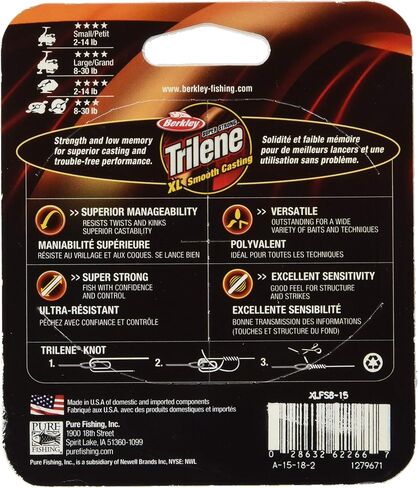 ★★★★
Small/Petit
2-14 lb
★★★★
Large/Grand
8-30 lb
★★★★
2-14 lb
★★★
8-30 lb
www.berkley-fishing.com
Berkley
SUPER STRONG
Trilene
XL Smooth Casting
Strength and low memory
for superior casting and
trouble-free performance.
Solidité et faible mémoire
pour de meilleurs lancers et une
utilisation sans problème.
>> SUPERIOR MANAGEABILITY
RESISTS TWISTS AND KINKS
SUPERIOR CASTABILITY
MANIABILITÉ SUPÉRIEURE
RÉSISTE AU VRILLAGE ET AUX COQUES. SE LANCE BIEN
>> VERSATILE
OUTSTANDING FOR A WIDE
VARIETY OF BAITS AND TECHNIQUES
POLYVALENT
IDÉAL POUR TOUTES LES TECHNIQUES
>> SUPER STRONG
FISH WITH CONFIDENCE
AND CONTROL
ULTRA-RÉSISTANT
PÊCHEZ AVEC CONFIANCE ET CONTRÔLE
>> EXCELLENT SENSITIVITY
GOOD FEEL FOR STRUCTURE
AND STRIKES
EXCELLENTE SENSIBILITÉ
BONNE TRANSMISSION DES INFORMATIONS
(TOUCHES ET STRUCTURE DU FOND)
TRILENE® KNOT
1.
2.
3.
Made in U.S.A of domestic and imported components
Fabriqué aux U.S.A. avec des produits domestiques et importés
PURE
FISHING
Pure Fishing, Inc.
1900 18th Street
Spirit Lake, IA 51360-1099
purefishing.com
Pure Fishing, Inc., is a subsidiary of Newell Brands Inc, NYSE: NWL
XLFS8-15
0 28632 62266 7
A-15-18-2
1279671